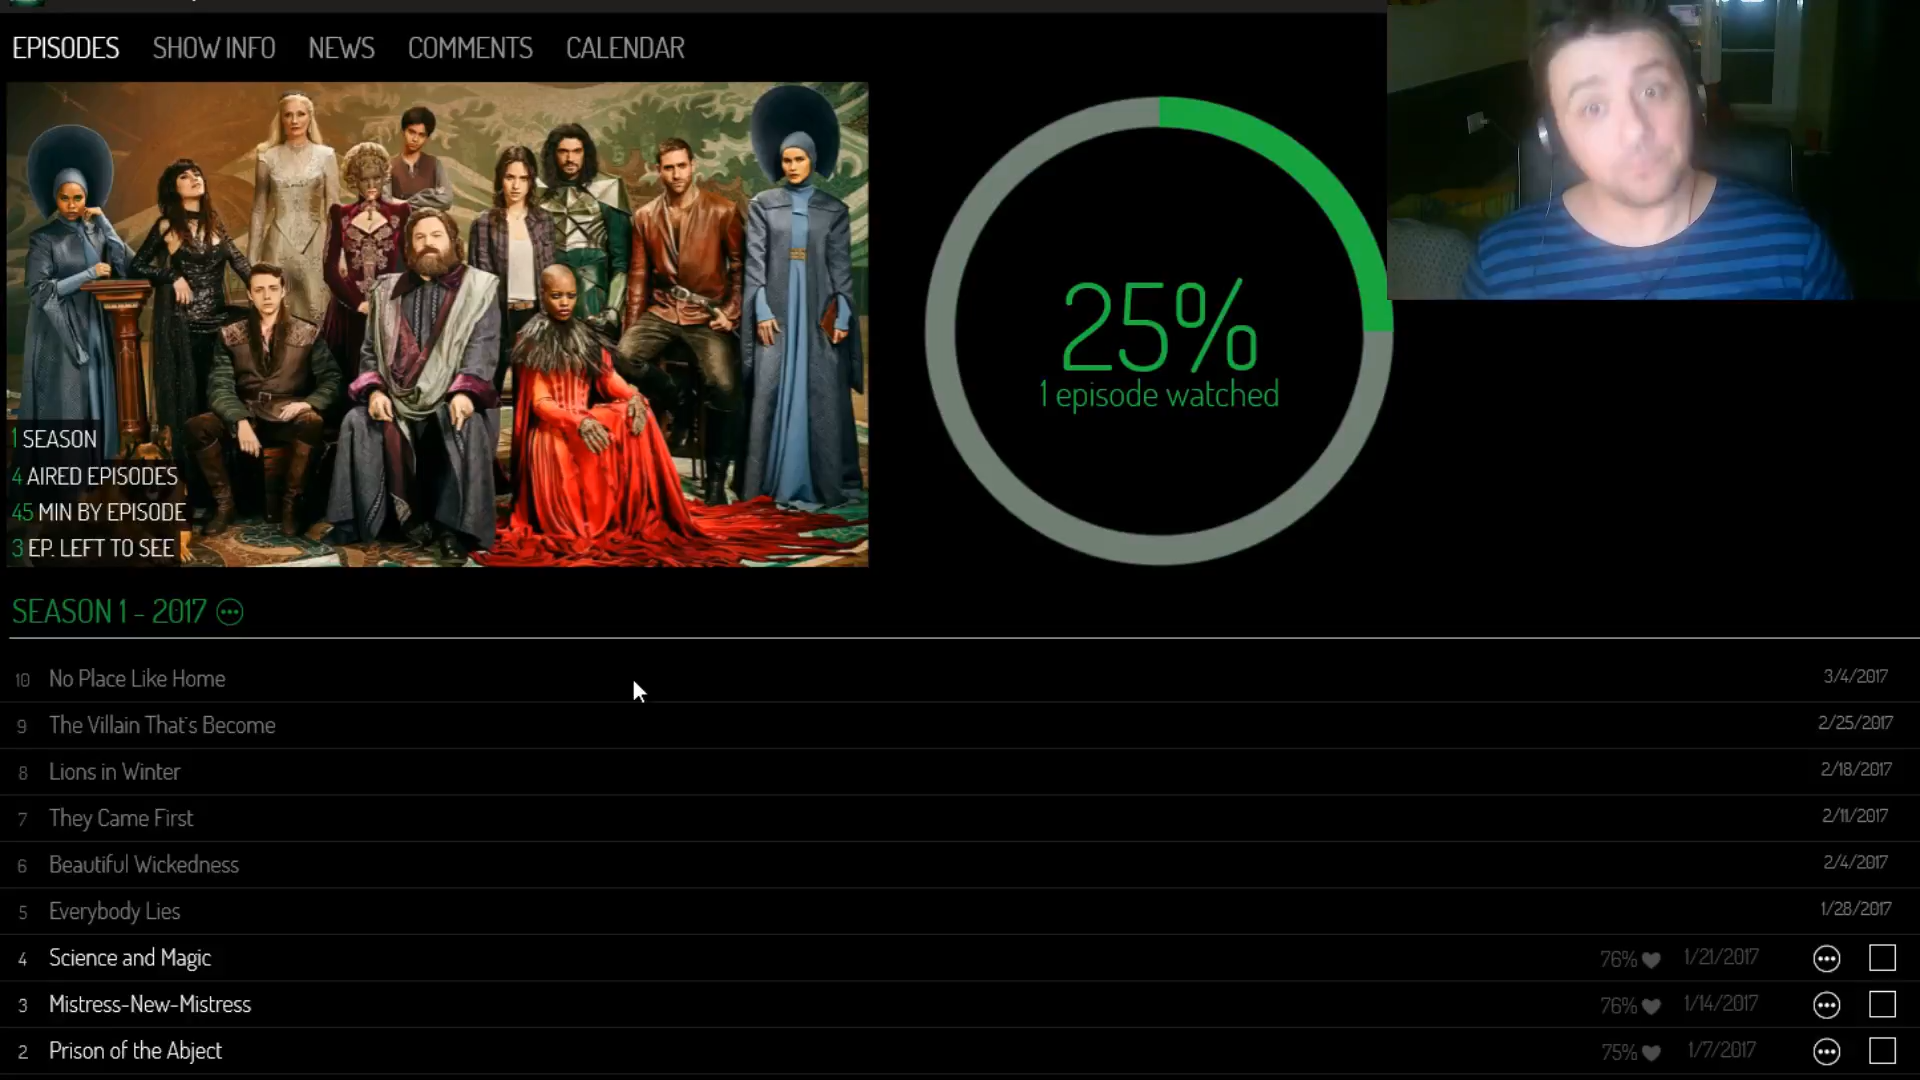 EPISODES SHOW INFO NEWS COMMENTS CALENDAR
25%
1 episode watched
1 SEASON
4 AIRED EPISODES
45 MIN BY EPISODE
3 EP. LEFT TO SEE
SEASON 1 - 2017
10 No Place Like Home 3/4/2017
9 The Villain That's Become 2/25/2017
8 Lions in Winter 2/18/2017
7 They Came First 2/11/2017
6 Beautiful Wickedness 2/4/2017
5 Everybody Lies 1/28/2017
4 Science and Magic 76% 1/21/2017
3 Mistress-New-Mistress 76% 1/14/2017
2 Prison of the Abject 75% 1/7/2017